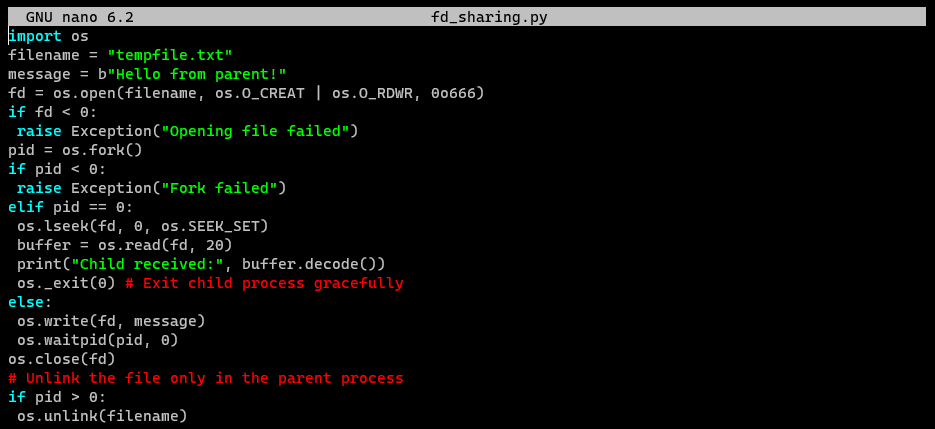 GNU nano 6.2 fd_sharing.py
import os
filename = "tempfile.txt"
message = b"Hello from parent!"
fd = os.open(filename, os.O_CREAT | os.O_RDWR, 0o666)
if fd < 0:
 raise Exception("Opening file failed")
pid = os.fork()
if pid < 0:
 raise Exception("Fork failed")
elif pid == 0:
 os.lseek(fd, 0, os.SEEK_SET)
 buffer = os.read(fd, 20)
 print("Child received:", buffer.decode())
 os._exit(0) # Exit child process gracefully
else:
 os.write(fd, message)
 os.waitpid(pid, 0)
os.close(fd)
# Unlink the file only in the parent process
if pid > 0:
 os.unlink(filename)